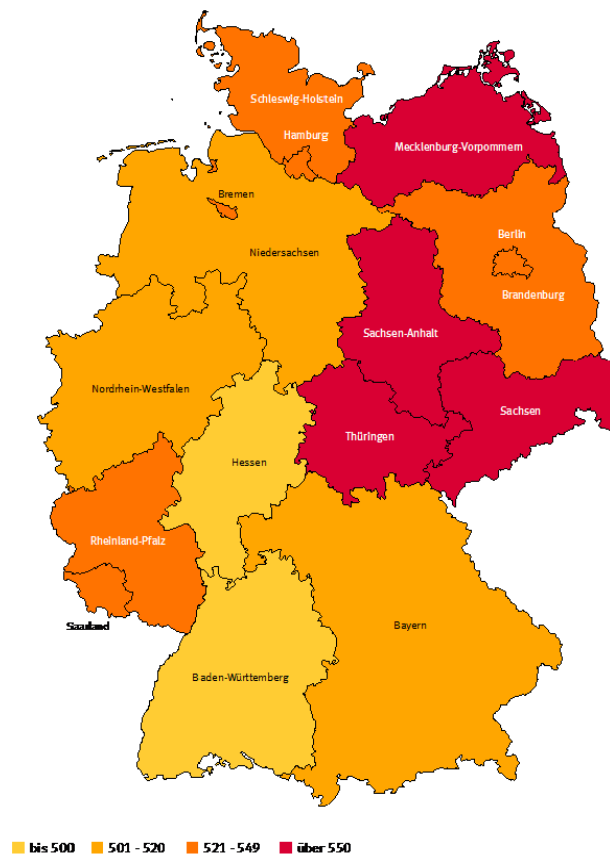 Schleswig-Holstein
Hamburg
Mecklenburg-Vorpommern
Bremen
Berlin
Niedersachsen
Brandenburg
Sachsen-Anhalt
Nordrhein-Westfalen
Sachsen
Thüringen
Hessen
Rheinland-Pfalz
Saarland
Bayern
Baden-Württemberg
bis 500 501 - 520 521 - 549 über 550